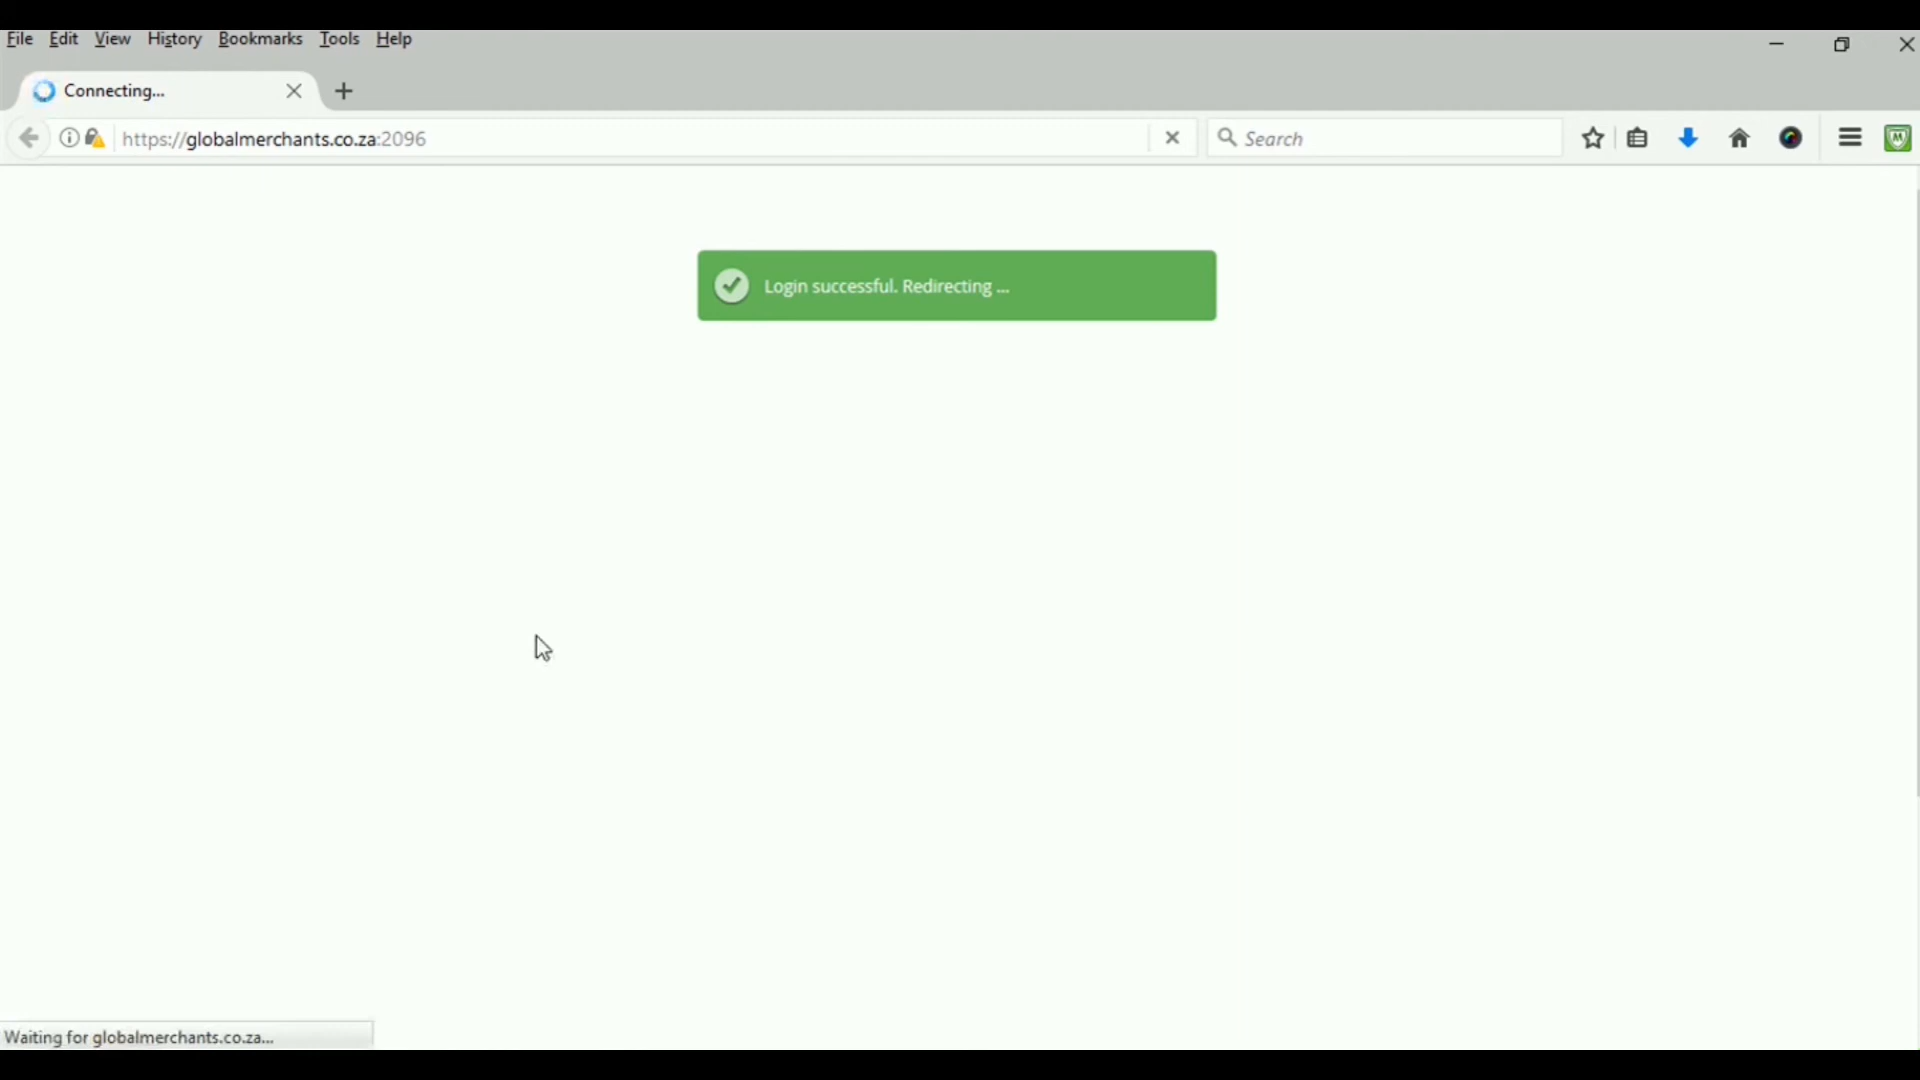 File Edit View History Bookmarks Tools Help
Connecting...
https://globalmerchants.co.za:2096
Search
Login successful. Redirecting ...
Waiting for globalmerchants.co.za...